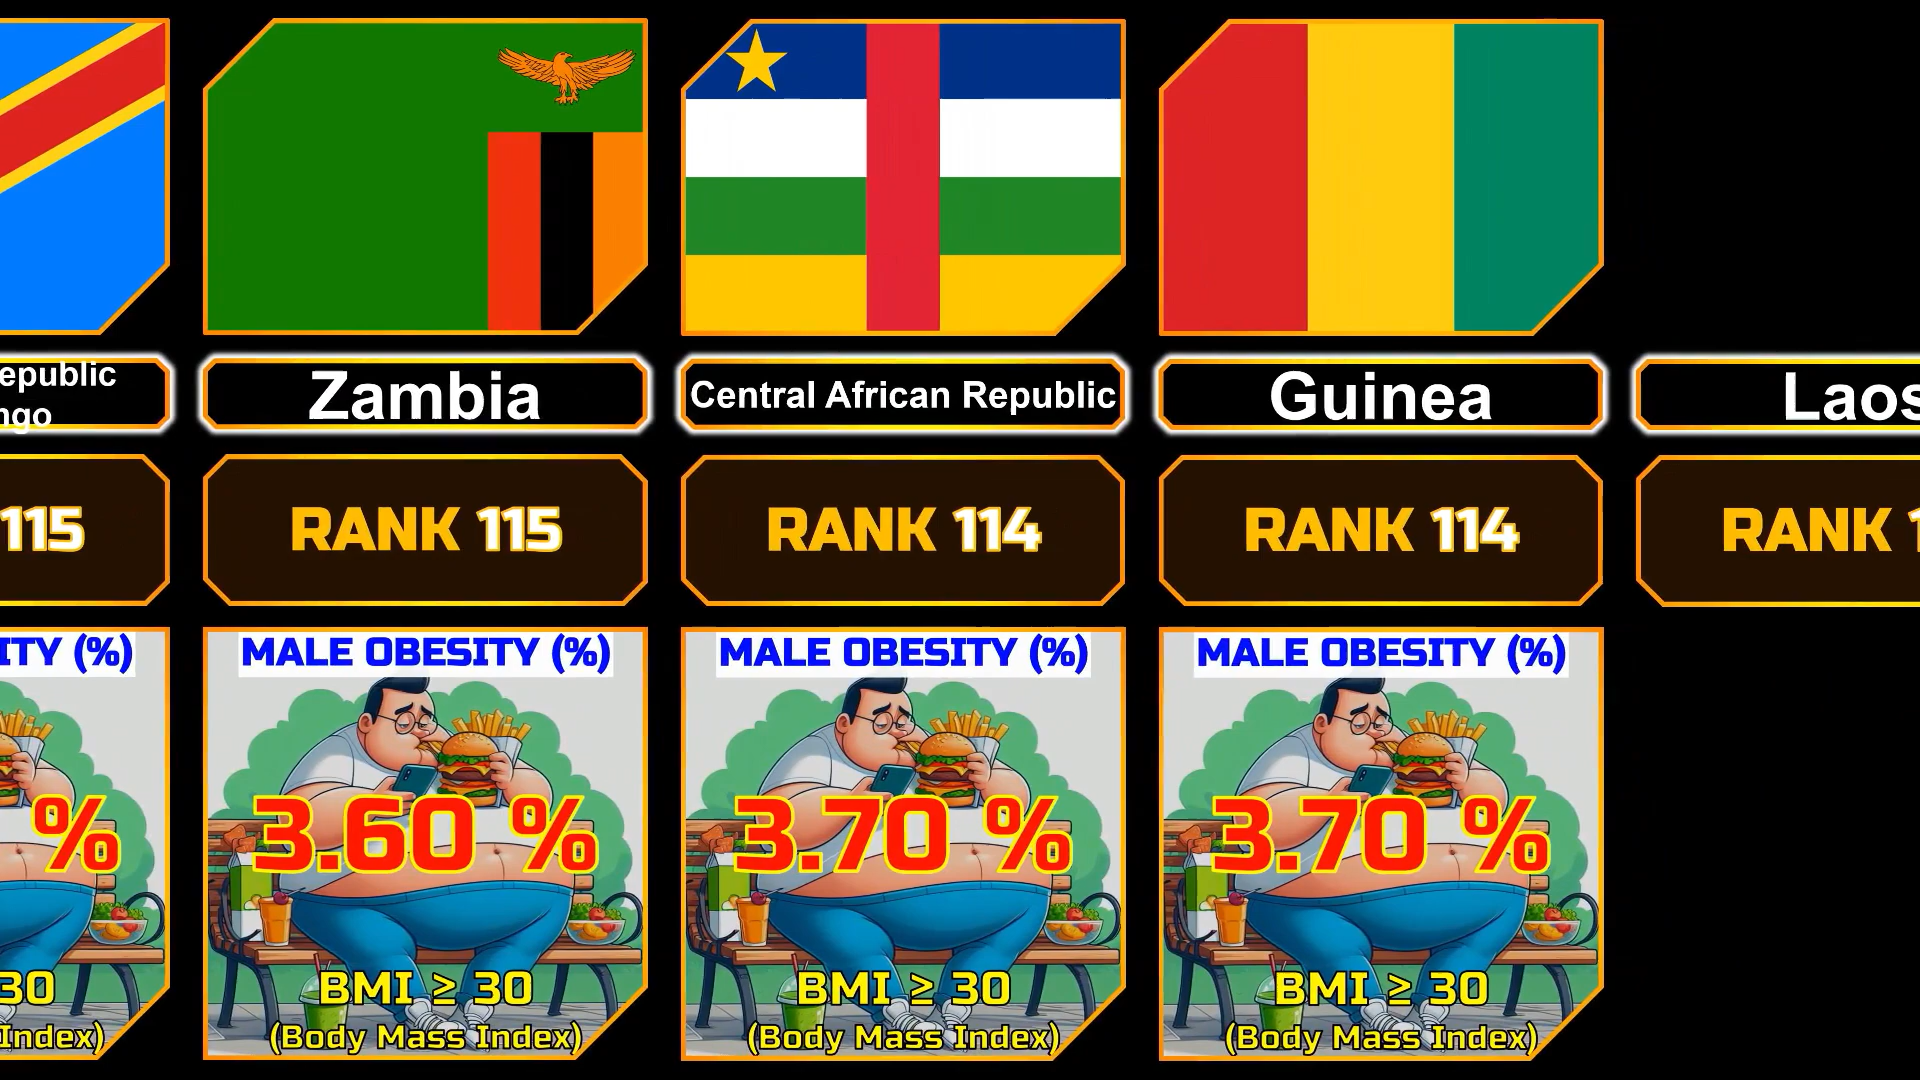 epublic
ngo
Zambia
Central African Republic
Guinea
Laos
115
RANK 115
RANK 114
RANK 114
RANK 1
ITY (%)
MALE OBESITY (%)
MALE OBESITY (%)
MALE OBESITY (%)
%
3.60 %
3.70 %
3.70 %
30
BMI ≥ 30
BMI ≥ 30
BMI ≥ 30
Index)
(Body Mass Index)
(Body Mass Index)
(Body Mass Index)